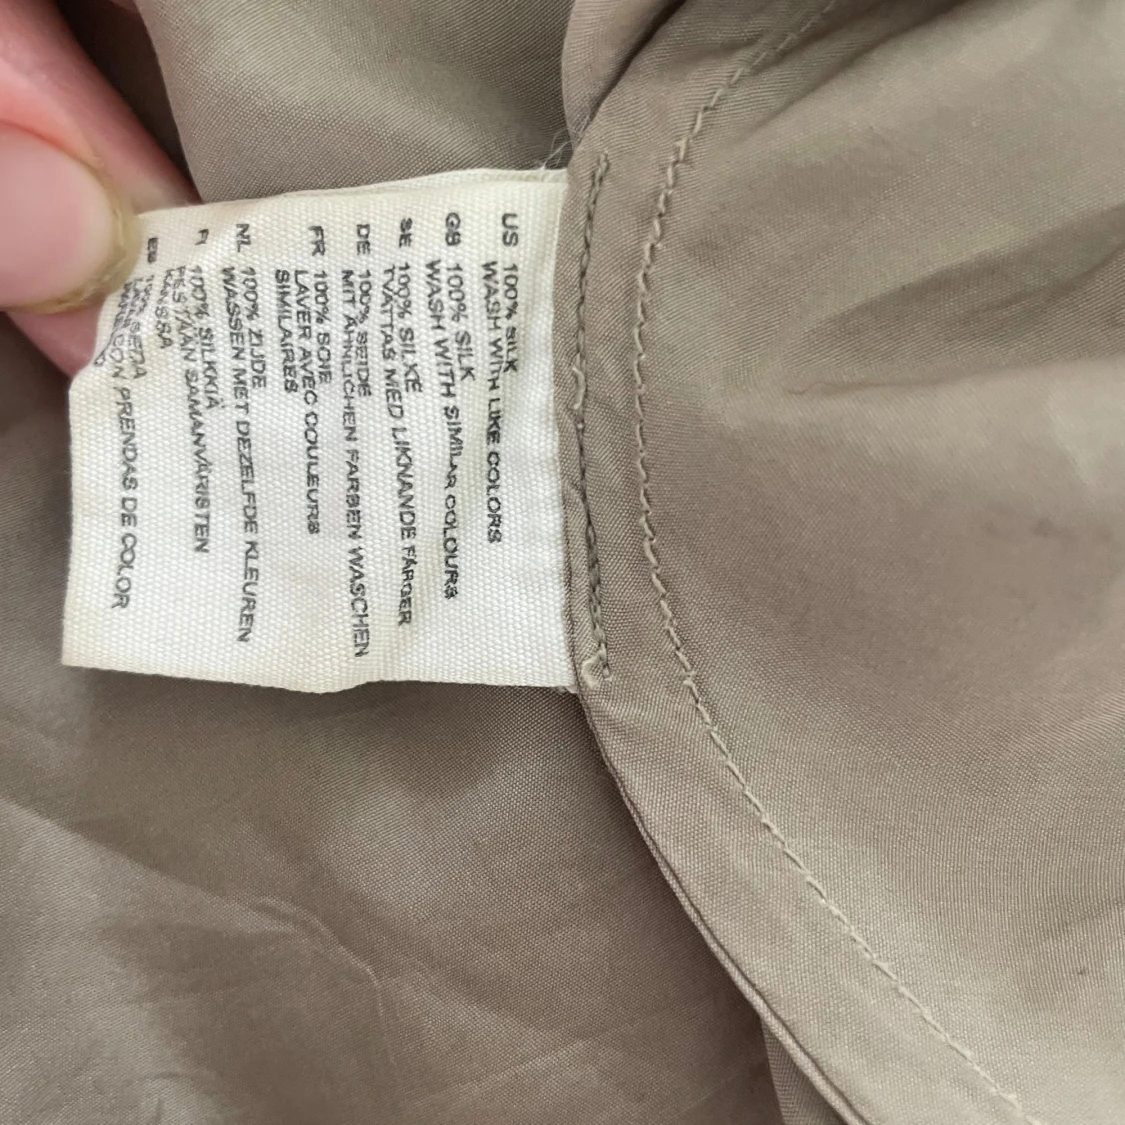 US 100% SILK
WASH WITH LIKE COLORS
GB 100% SILK
WASH WITH SIMILAR COLOURS
SE 100% SILKE
TVÄTTAS MED LIKNANDE FÄRGER
DE 100% SEIDE
MIT ÄHNLICHEN FARBEN WASCHEN
FR 100% SOIE
LAVER AVEC COULEURS
SIMILAIRES
NL 100% ZIJDE
WASSEN MET DEZELFDE KLEUREN
FI 100% SILKKIÄ
PESTÄÄN SAMANVÄRISTEN
KANSSA
ES 100% SEDA
CON PRENDAS DE COLOR